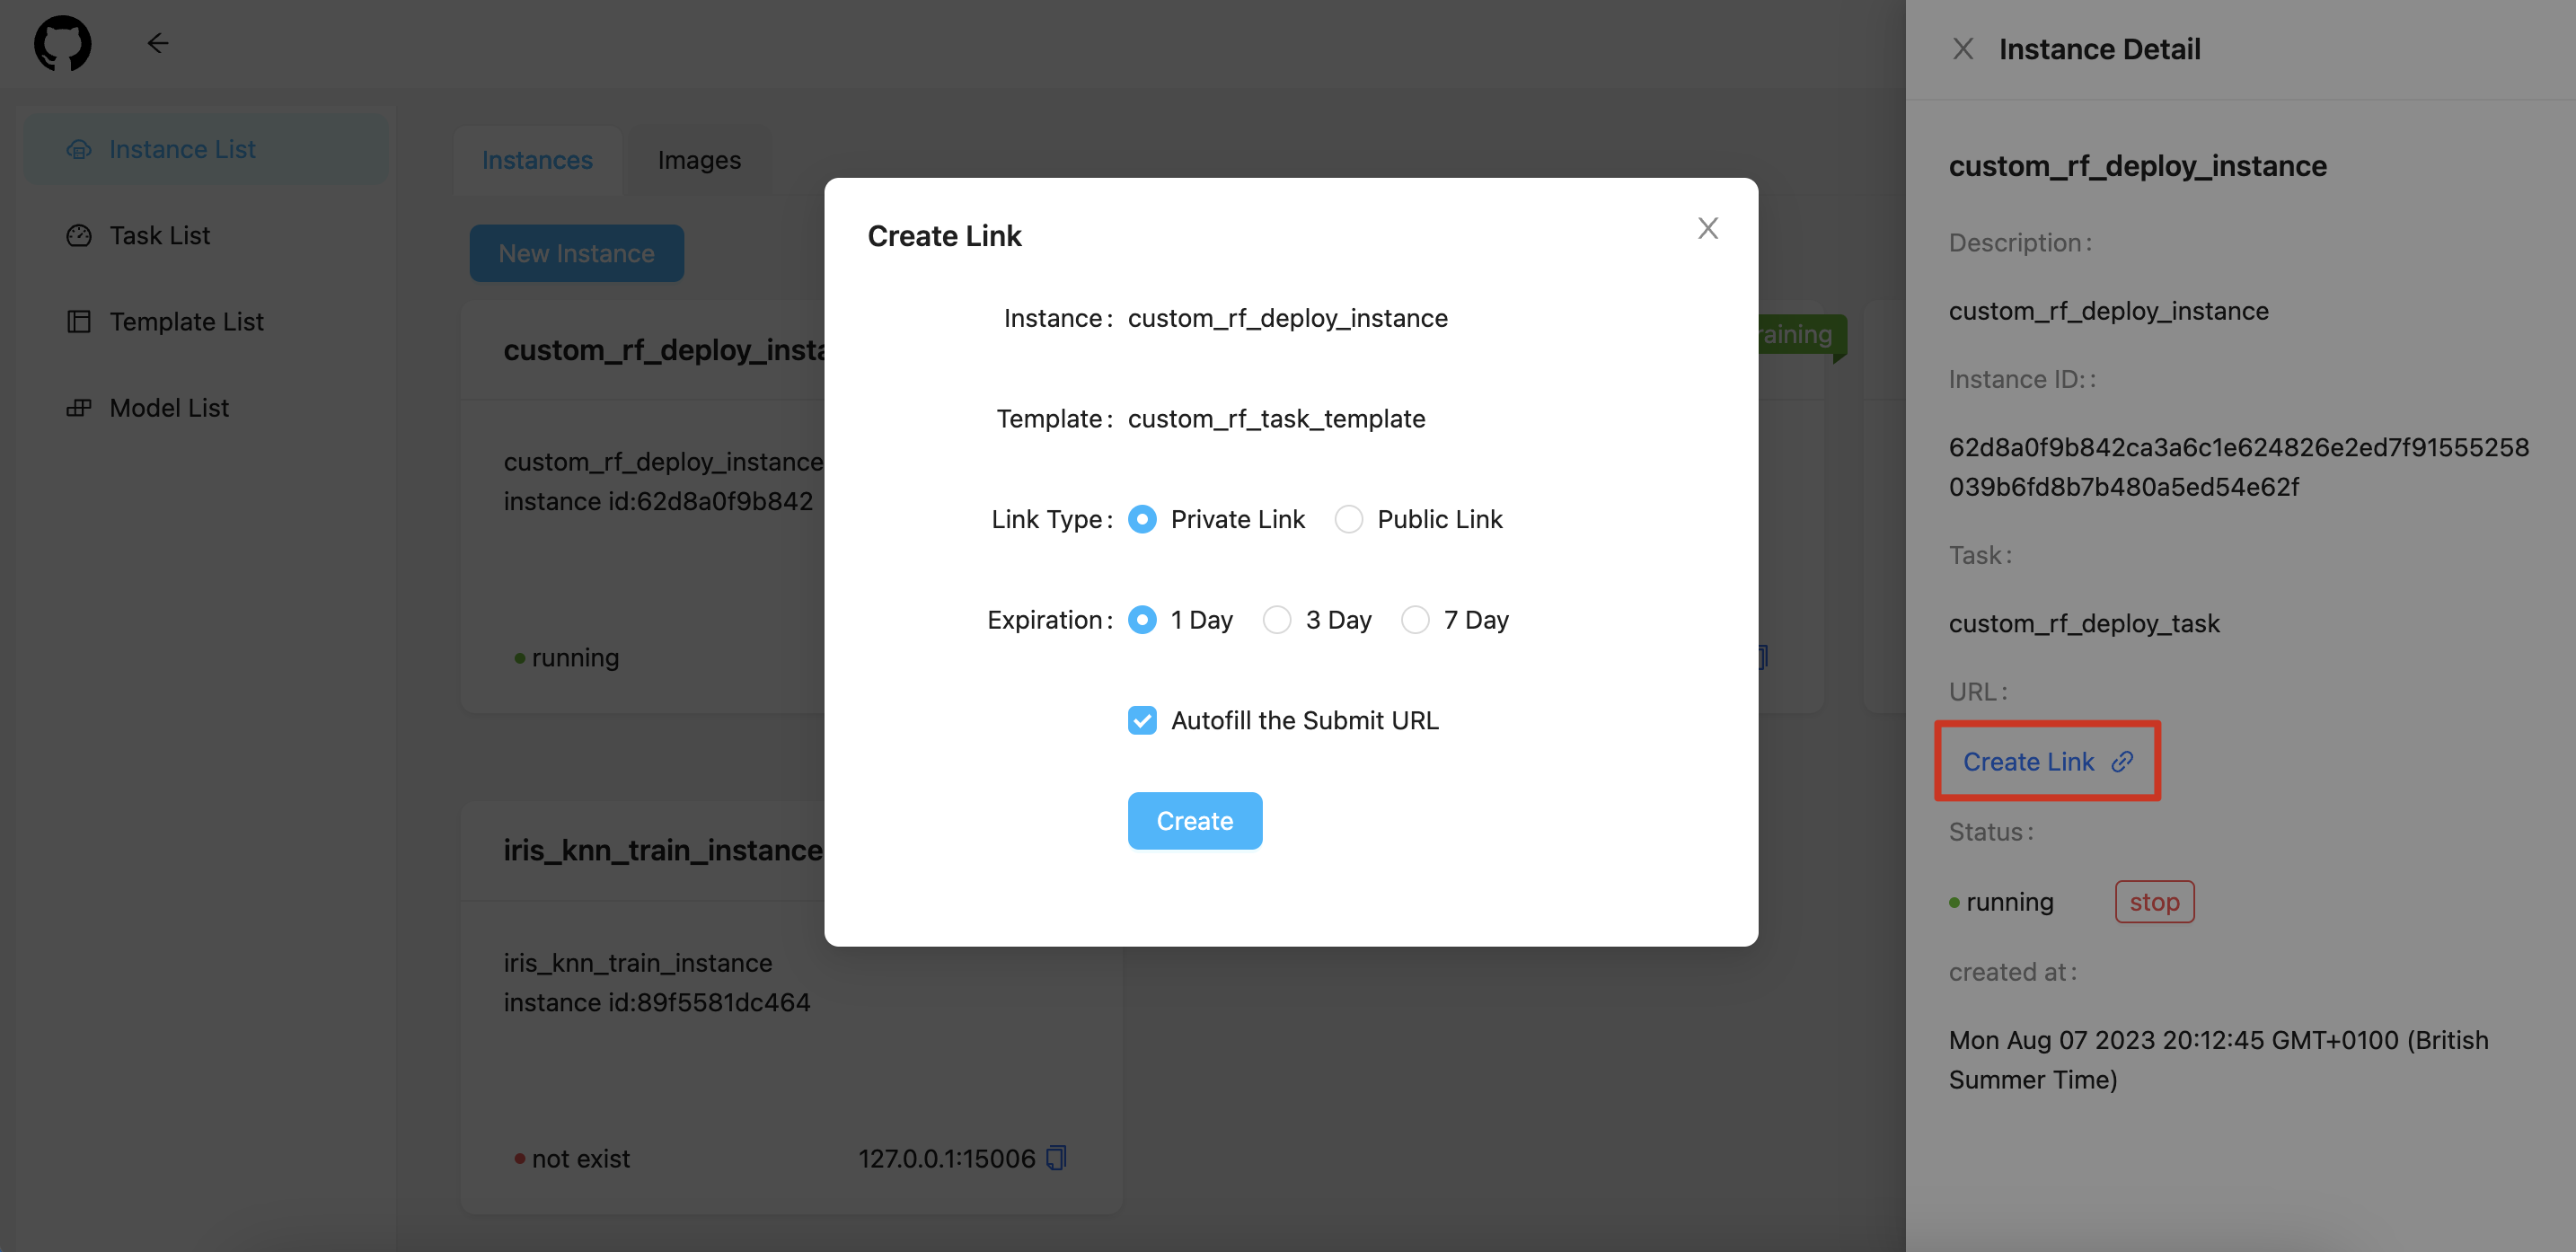 Instance List
Task List
Template List
Model List
Instances
Images
New Instance
custom_rf_deploy_insta
custom_rf_deploy_instance
instance id:62d8a0f9b842
running
raining
iris_knn_train_instance
iris_knn_train_instance
instance id:89f5581dc464
not exist
127.0.0.1:15006
Create Link
Instance: custom_rf_deploy_instance
Template: custom_rf_task_template
Link Type: Private Link Public Link
Expiration: 1 Day 3 Day 7 Day
Autofill the Submit URL
Create
Instance Detail
custom_rf_deploy_instance
Description:
custom_rf_deploy_instance
Instance ID::
62d8a0f9b842ca3a6c1e624826e2ed7f91555258
039b6fd8b7b480a5ed54e62f
Task:
custom_rf_deploy_task
URL:
Create Link
Status:
running
stop
created at:
Mon Aug 07 2023 20:12:45 GMT+0100 (British
Summer Time)